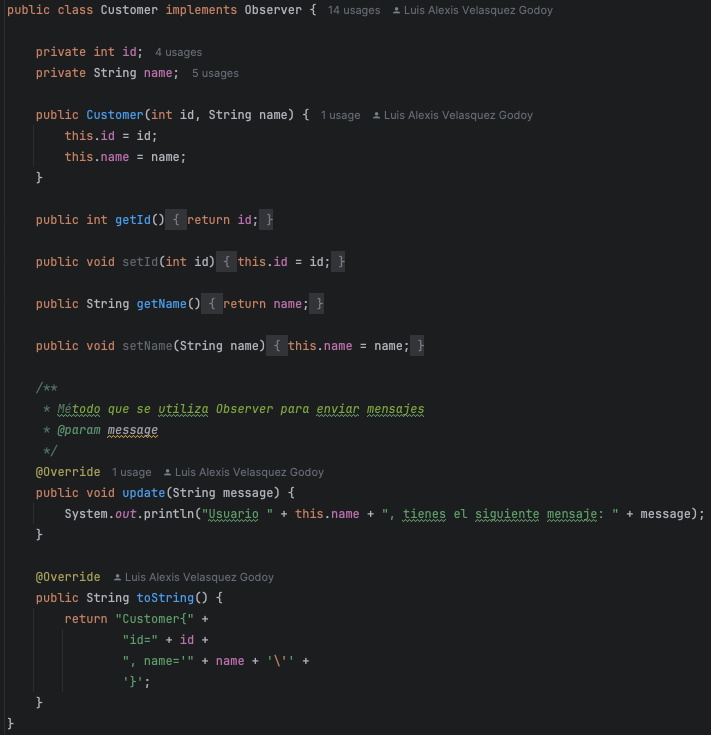 public class Customer implements Observer { 14 usages Luis Alexis Velasquez Godoy
private int id; 4 usages
private String name; 5 usages
public Customer(int id, String name) { 1 usage Luis Alexis Velasquez Godoy
this.id = id;
this.name = name;
}
public int getId() { return id; }
public void setId(int id) { this.id = id; }
public String getName() { return name; }
public void setName(String name) { this.name = name; }
/**
* Método que se utiliza Observer para enviar mensajes
* @param message
*/
@Override 1 usage Luis Alexis Velasquez Godoy
public void update(String message) {
System.out.println("Usuario " + this.name + ", tienes el siguiente mensaje: " + message);
}
@Override Luis Alexis Velasquez Godoy
public String toString() {
return "Customer{" +
"id=" + id +
", name='" + name + '\'' +
'}';
}
}